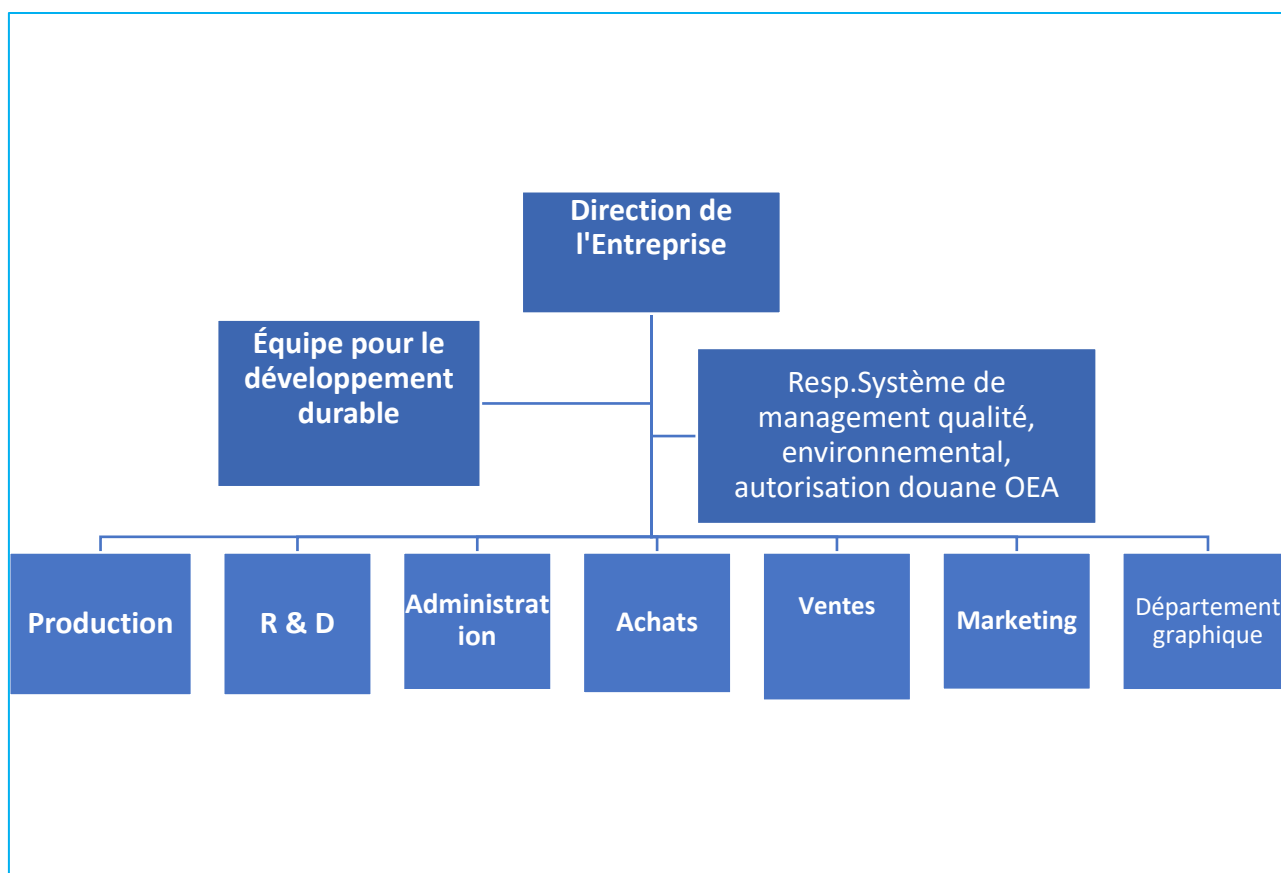 Direction de
l'Entreprise
Équipe pour le
développement
durable
Resp.Système de
management qualité,
environnemental,
autorisation douane OEA
Production
R & D
Administrat
ion
Achats
Ventes
Marketing
Département
graphique